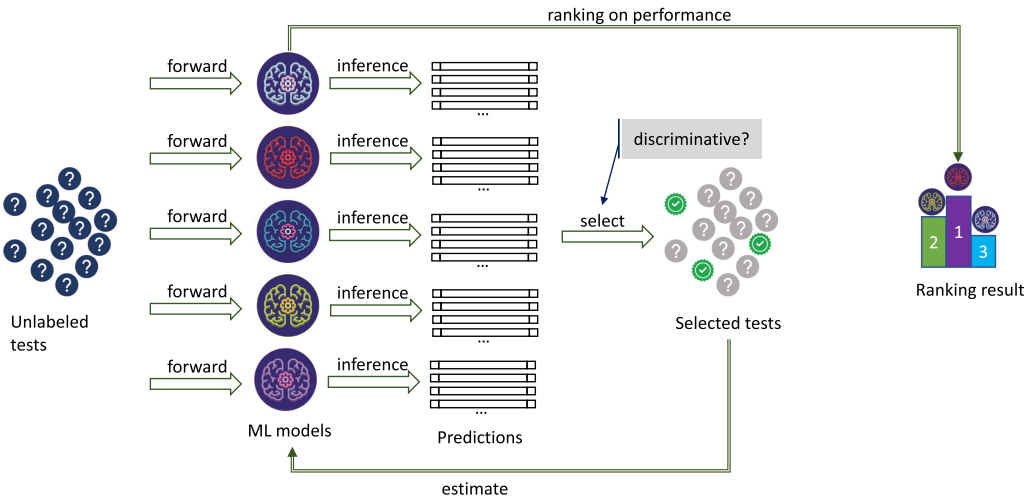 ranking on performance
forward
inference
...
forward
inference
...
discriminative?
forward
inference
...
select
forward
inference
...
forward
inference
...
? ? ? ? ? ? ? ? ? ? ? ? ? ?
Unlabeled
tests
ML models
Predictions
? ? ? ? ? ? ? ? ? ? ?
Selected tests
2
1
3
Ranking result
estimate